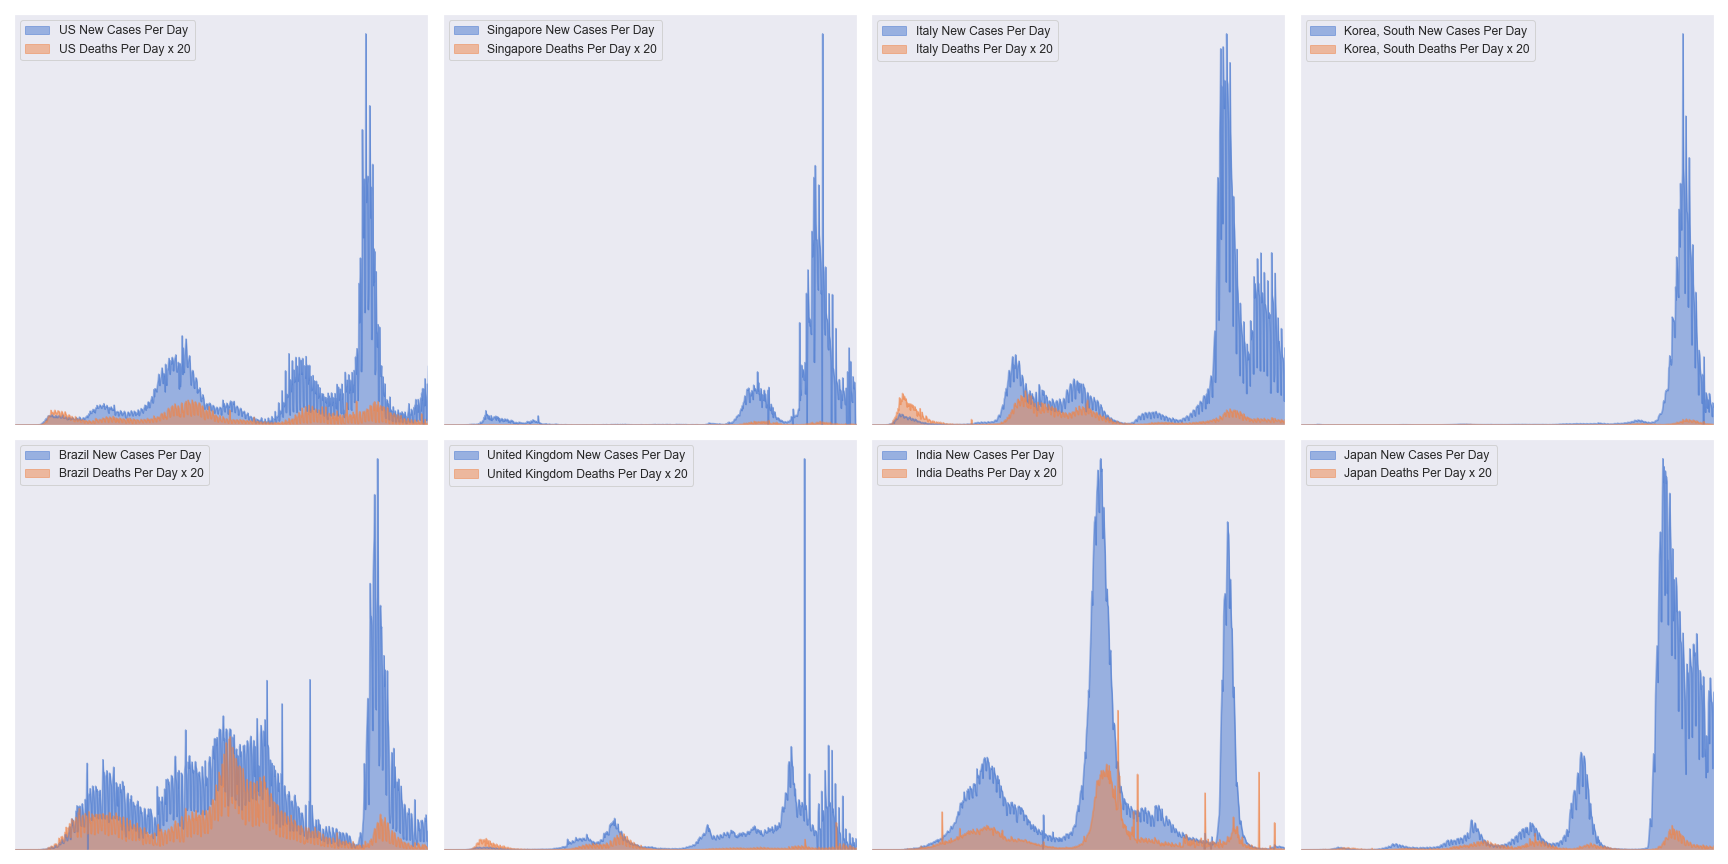 US New Cases Per Day
US Deaths Per Day x 20
Singapore New Cases Per Day
Singapore Deaths Per Day x 20
Italy New Cases Per Day
Italy Deaths Per Day x 20
Korea, South New Cases Per Day
Korea, South Deaths Per Day x 20
Brazil New Cases Per Day
Brazil Deaths Per Day x 20
United Kingdom New Cases Per Day
United Kingdom Deaths Per Day x 20
India New Cases Per Day
India Deaths Per Day x 20
Japan New Cases Per Day
Japan Deaths Per Day x 20